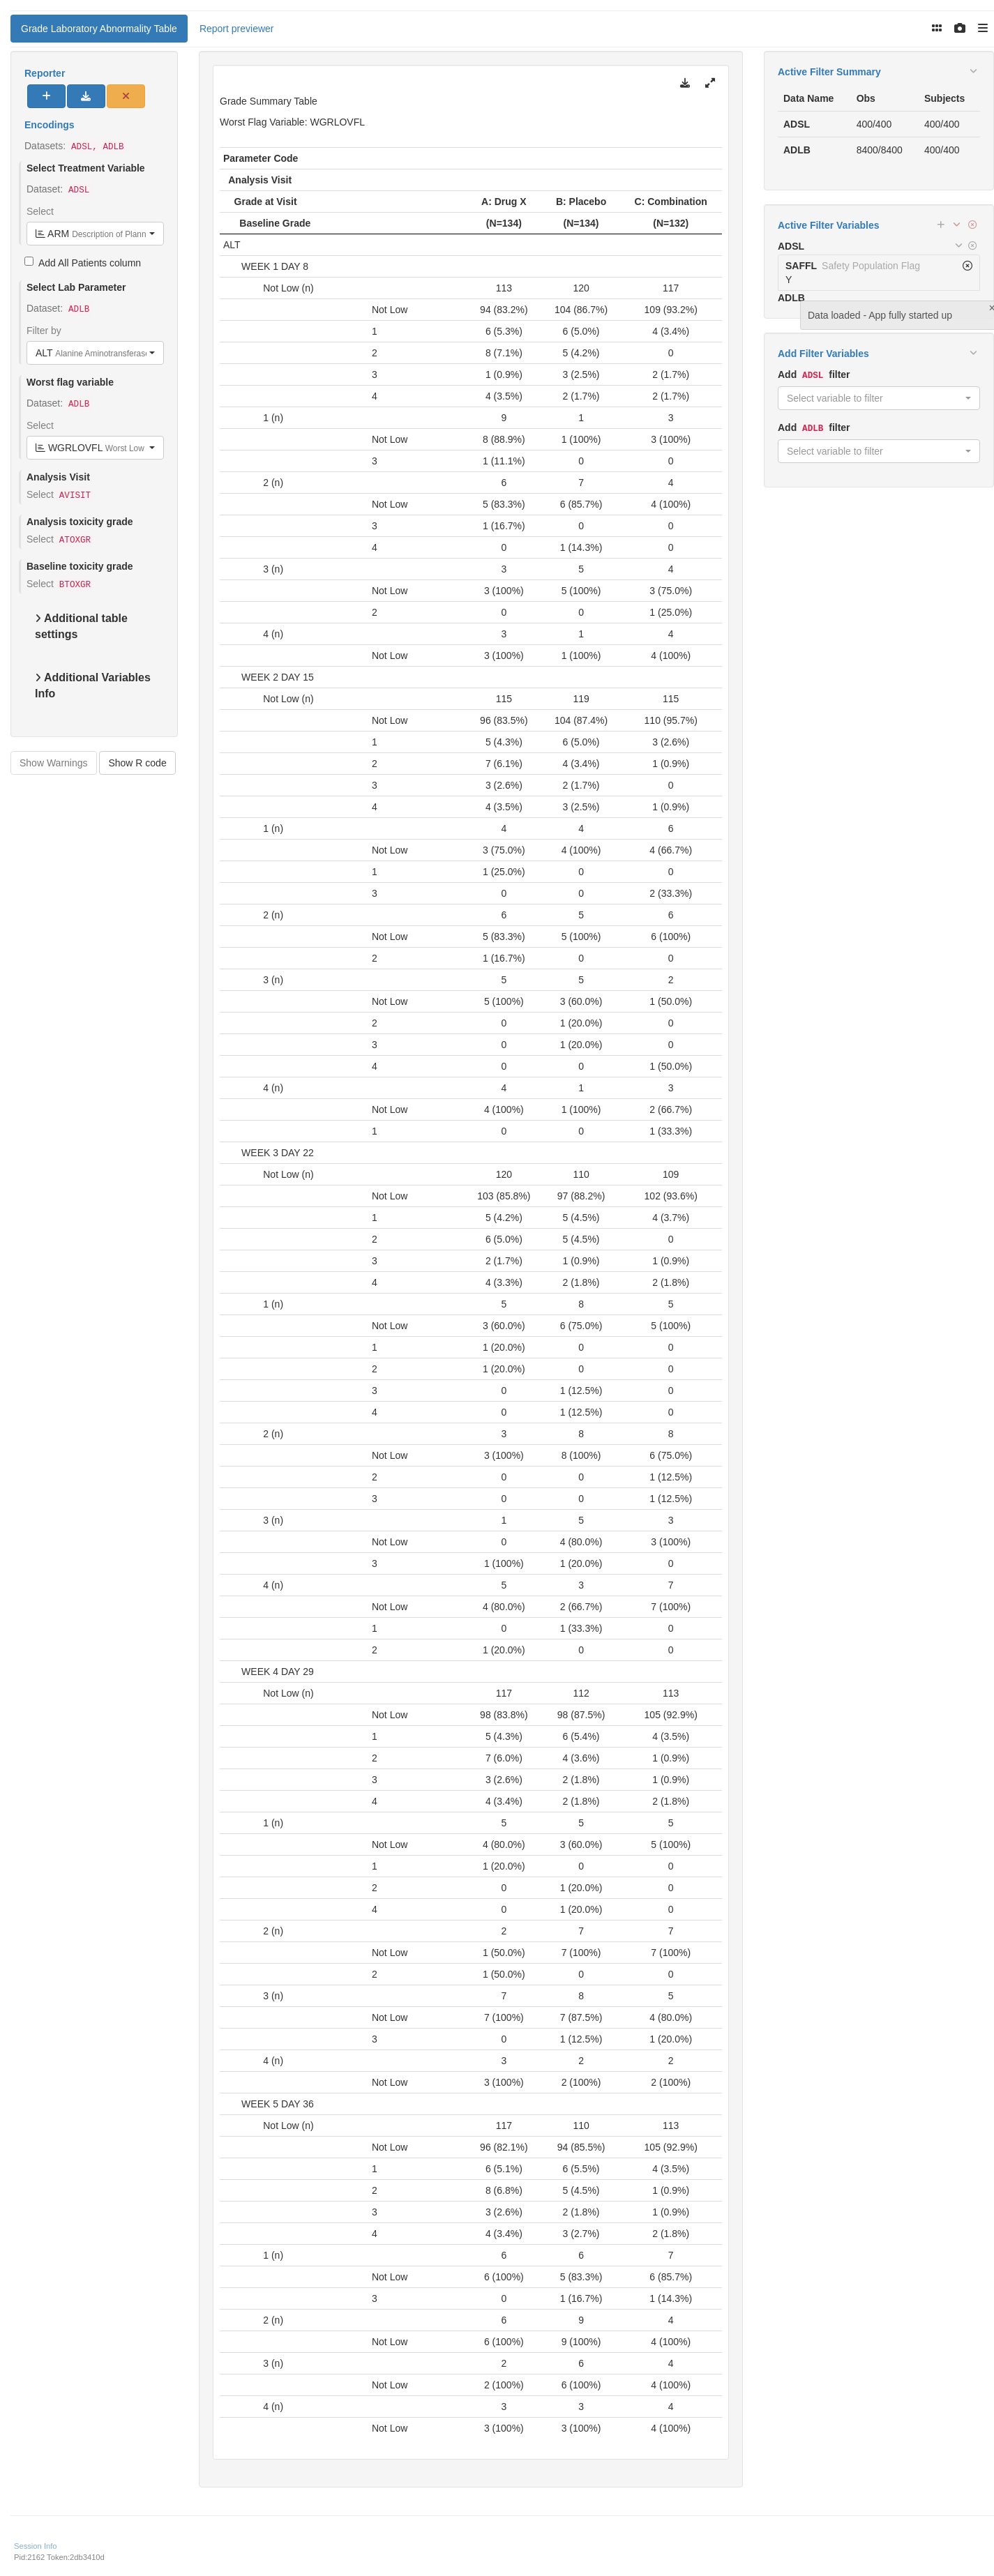 Grade Laboratory Abnormality Table Report previewer
Reporter
Encodings
Datasets: ADSL, ADLB
Select Treatment Variable
Dataset: ADSL
Select
ARM Description of Plann
Add All Patients column
Select Lab Parameter
Dataset: ADLB
Filter by
ALT Alanine Aminotransferase
Worst flag variable
Dataset: ADLB
Select
WGRLOVFL Worst Low
Analysis Visit
Select AVISIT
Analysis toxicity grade
Select ATOXGR
Baseline toxicity grade
Select BTOXGR
Additional table
settings
Additional Variables
Info
Show Warnings Show R code
Grade Summary Table
Worst Flag Variable: WGRLOVFL
Parameter Code
Analysis Visit
Grade at Visit A: Drug X B: Placebo C: Combination
Baseline Grade (N=134) (N=134) (N=132)
ALT
WEEK 1 DAY 8
Not Low (n) 113 120 117
Not Low 94 (83.2%) 104 (86.7%) 109 (93.2%)
1 6 (5.3%) 6 (5.0%) 4 (3.4%)
2 8 (7.1%) 5 (4.2%) 0
3 1 (0.9%) 3 (2.5%) 2 (1.7%)
4 4 (3.5%) 2 (1.7%) 2 (1.7%)
1 (n) 9 1 3
Not Low 8 (88.9%) 1 (100%) 3 (100%)
3 1 (11.1%) 0 0
2 (n) 6 7 4
Not Low 5 (83.3%) 6 (85.7%) 4 (100%)
3 1 (16.7%) 0 0
4 0 1 (14.3%) 0
3 (n) 3 5 4
Not Low 3 (100%) 5 (100%) 3 (75.0%)
2 0 0 1 (25.0%)
4 (n) 3 1 4
Not Low 3 (100%) 1 (100%) 4 (100%)
WEEK 2 DAY 15
Not Low (n) 115 119 115
Not Low 96 (83.5%) 104 (87.4%) 110 (95.7%)
1 5 (4.3%) 6 (5.0%) 3 (2.6%)
2 7 (6.1%) 4 (3.4%) 1 (0.9%)
3 3 (2.6%) 2 (1.7%) 0
4 4 (3.5%) 3 (2.5%) 1 (0.9%)
1 (n) 4 4 6
Not Low 3 (75.0%) 4 (100%) 4 (66.7%)
1 1 (25.0%) 0 0
3 0 0 2 (33.3%)
2 (n) 6 5 6
Not Low 5 (83.3%) 5 (100%) 6 (100%)
2 1 (16.7%) 0 0
3 (n) 5 5 2
Not Low 5 (100%) 3 (60.0%) 1 (50.0%)
2 0 1 (20.0%) 0
3 0 1 (20.0%) 0
4 0 0 1 (50.0%)
4 (n) 4 1 3
Not Low 4 (100%) 1 (100%) 2 (66.7%)
1 0 0 1 (33.3%)
WEEK 3 DAY 22
Not Low (n) 120 110 109
Not Low 103 (85.8%) 97 (88.2%) 102 (93.6%)
1 5 (4.2%) 5 (4.5%) 4 (3.7%)
2 6 (5.0%) 5 (4.5%) 0
3 2 (1.7%) 1 (0.9%) 1 (0.9%)
4 4 (3.3%) 2 (1.8%) 2 (1.8%)
1 (n) 5 8 5
Not Low 3 (60.0%) 6 (75.0%) 5 (100%)
1 1 (20.0%) 0 0
2 1 (20.0%) 0 0
3 0 1 (12.5%) 0
4 0 1 (12.5%) 0
2 (n) 3 8 8
Not Low 3 (100%) 8 (100%) 6 (75.0%)
2 0 0 1 (12.5%)
3 0 0 1 (12.5%)
3 (n) 1 5 3
Not Low 0 4 (80.0%) 3 (100%)
3 1 (100%) 1 (20.0%) 0
4 (n) 5 3 7
Not Low 4 (80.0%) 2 (66.7%) 7 (100%)
1 0 1 (33.3%) 0
2 1 (20.0%) 0 0
WEEK 4 DAY 29
Not Low (n) 117 112 113
Not Low 98 (83.8%) 98 (87.5%) 105 (92.9%)
1 5 (4.3%) 6 (5.4%) 4 (3.5%)
2 7 (6.0%) 4 (3.6%) 1 (0.9%)
3 3 (2.6%) 2 (1.8%) 1 (0.9%)
4 4 (3.4%) 2 (1.8%) 2 (1.8%)
1 (n) 5 5 5
Not Low 4 (80.0%) 3 (60.0%) 5 (100%)
1 1 (20.0%) 0 0
2 0 1 (20.0%) 0
4 0 1 (20.0%) 0
2 (n) 2 7 7
Not Low 1 (50.0%) 7 (100%) 7 (100%)
2 1 (50.0%) 0 0
3 (n) 7 8 5
Not Low 7 (100%) 7 (87.5%) 4 (80.0%)
3 0 1 (12.5%) 1 (20.0%)
4 (n) 3 2 2
Not Low 3 (100%) 2 (100%) 2 (100%)
WEEK 5 DAY 36
Not Low (n) 117 110 113
Not Low 96 (82.1%) 94 (85.5%) 105 (92.9%)
1 6 (5.1%) 6 (5.5%) 4 (3.5%)
2 8 (6.8%) 5 (4.5%) 1 (0.9%)
3 3 (2.6%) 2 (1.8%) 1 (0.9%)
4 4 (3.4%) 3 (2.7%) 2 (1.8%)
1 (n) 6 6 7
Not Low 6 (100%) 5 (83.3%) 6 (85.7%)
3 0 1 (16.7%) 1 (14.3%)
2 (n) 6 9 4
Not Low 6 (100%) 9 (100%) 4 (100%)
3 (n) 2 6 4
Not Low 2 (100%) 6 (100%) 4 (100%)
4 (n) 3 3 4
Not Low 3 (100%) 3 (100%) 4 (100%)
Active Filter Summary
Data Name Obs Subjects
ADSL 400/400 400/400
ADLB 8400/8400 400/400
Active Filter Variables
ADSL
SAFFL Safety Population Flag
Y
ADLB
Data loaded - App fully started up
Add Filter Variables
Add ADSL filter
Select variable to filter
Add ADLB filter
Select variable to filter
Session Info
Pid:2162 Token:2db3410d